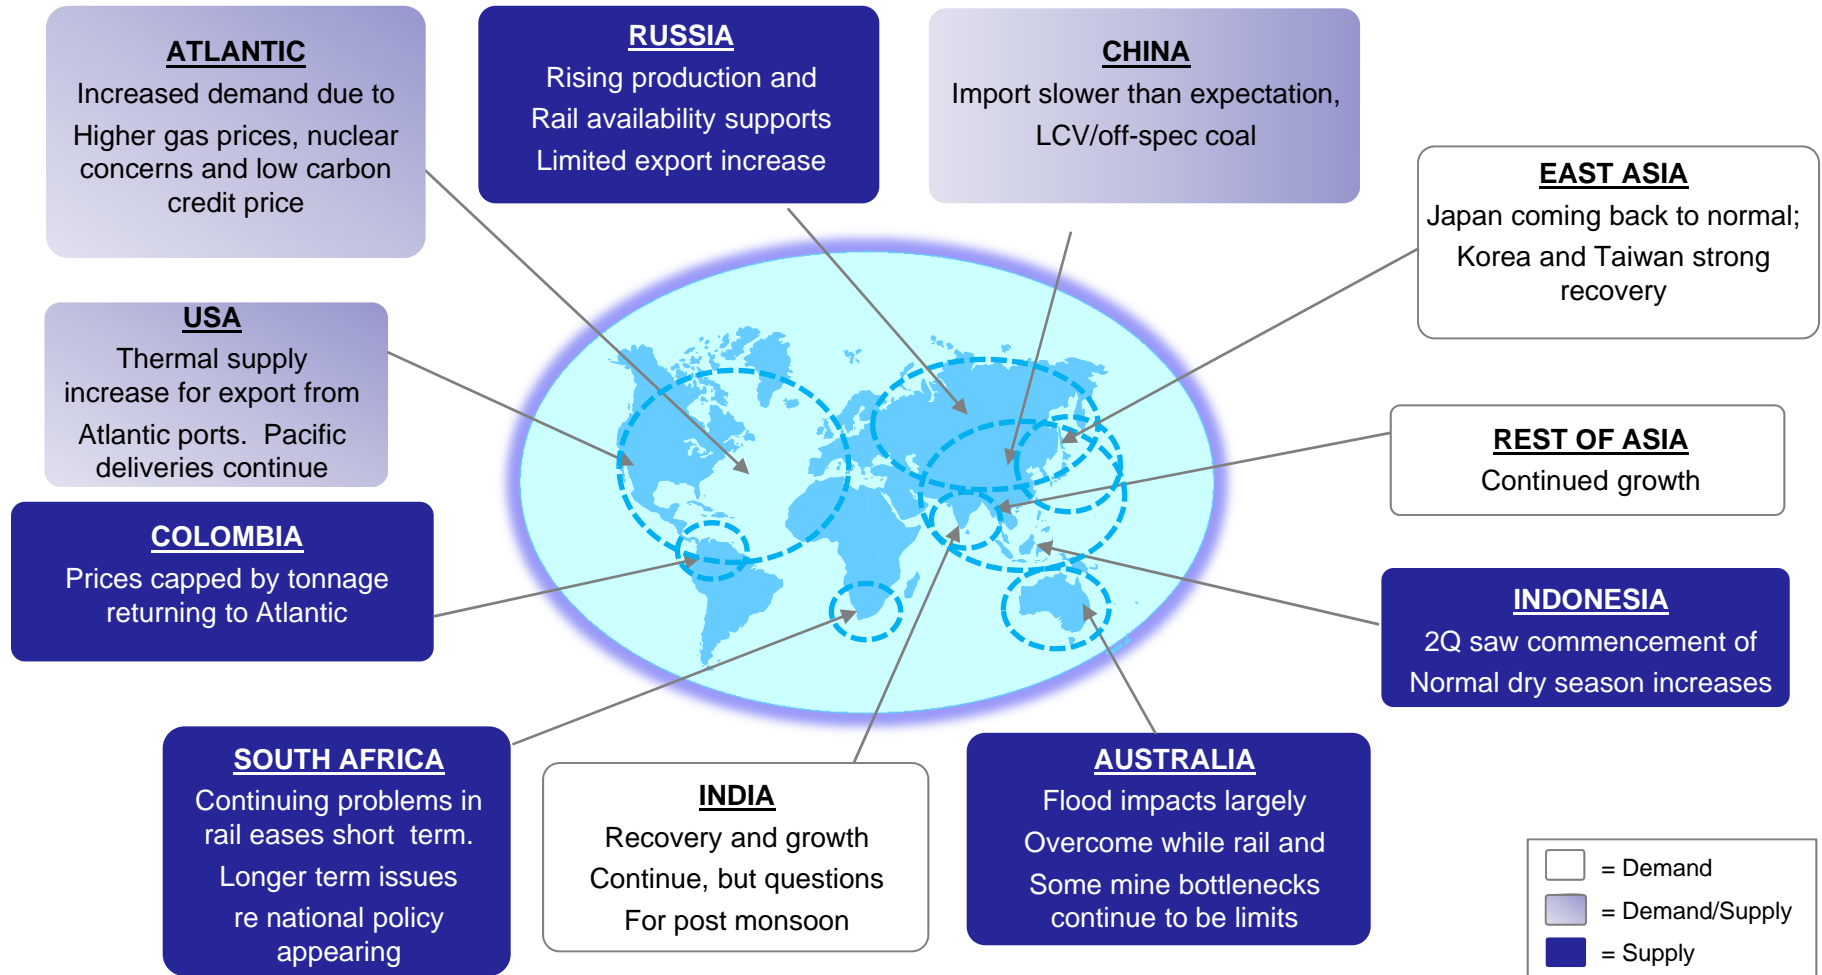 ATLANTIC
Increased demand due to
Higher gas prices, nuclear
concerns and low carbon
credit price
RUSSIA
Rising production and
Rail availability supports
Limited export increase
CHINA
Import slower than expectation,
LCV/off-spec coal
EAST ASIA
Japan coming back to normal;
Korea and Taiwan strong
recovery
USA
Thermal supply
increase for export from
Atlantic ports.  Pacific
deliveries continue
REST OF ASIA
Continued growth
COLOMBIA
Prices capped by tonnage
returning to Atlantic
INDONESIA
2Q saw commencement of
Normal dry season increases
SOUTH AFRICA
Continuing problems in
rail eases short  term.
Longer term issues
re national policy
appearing
INDIA
Recovery and growth
Continue, but questions
For post monsoon
AUSTRALIA
Flood impacts largely
Overcome while rail and
Some mine bottlenecks
continue to be limits
= Demand
= Demand/Supply
= Supply